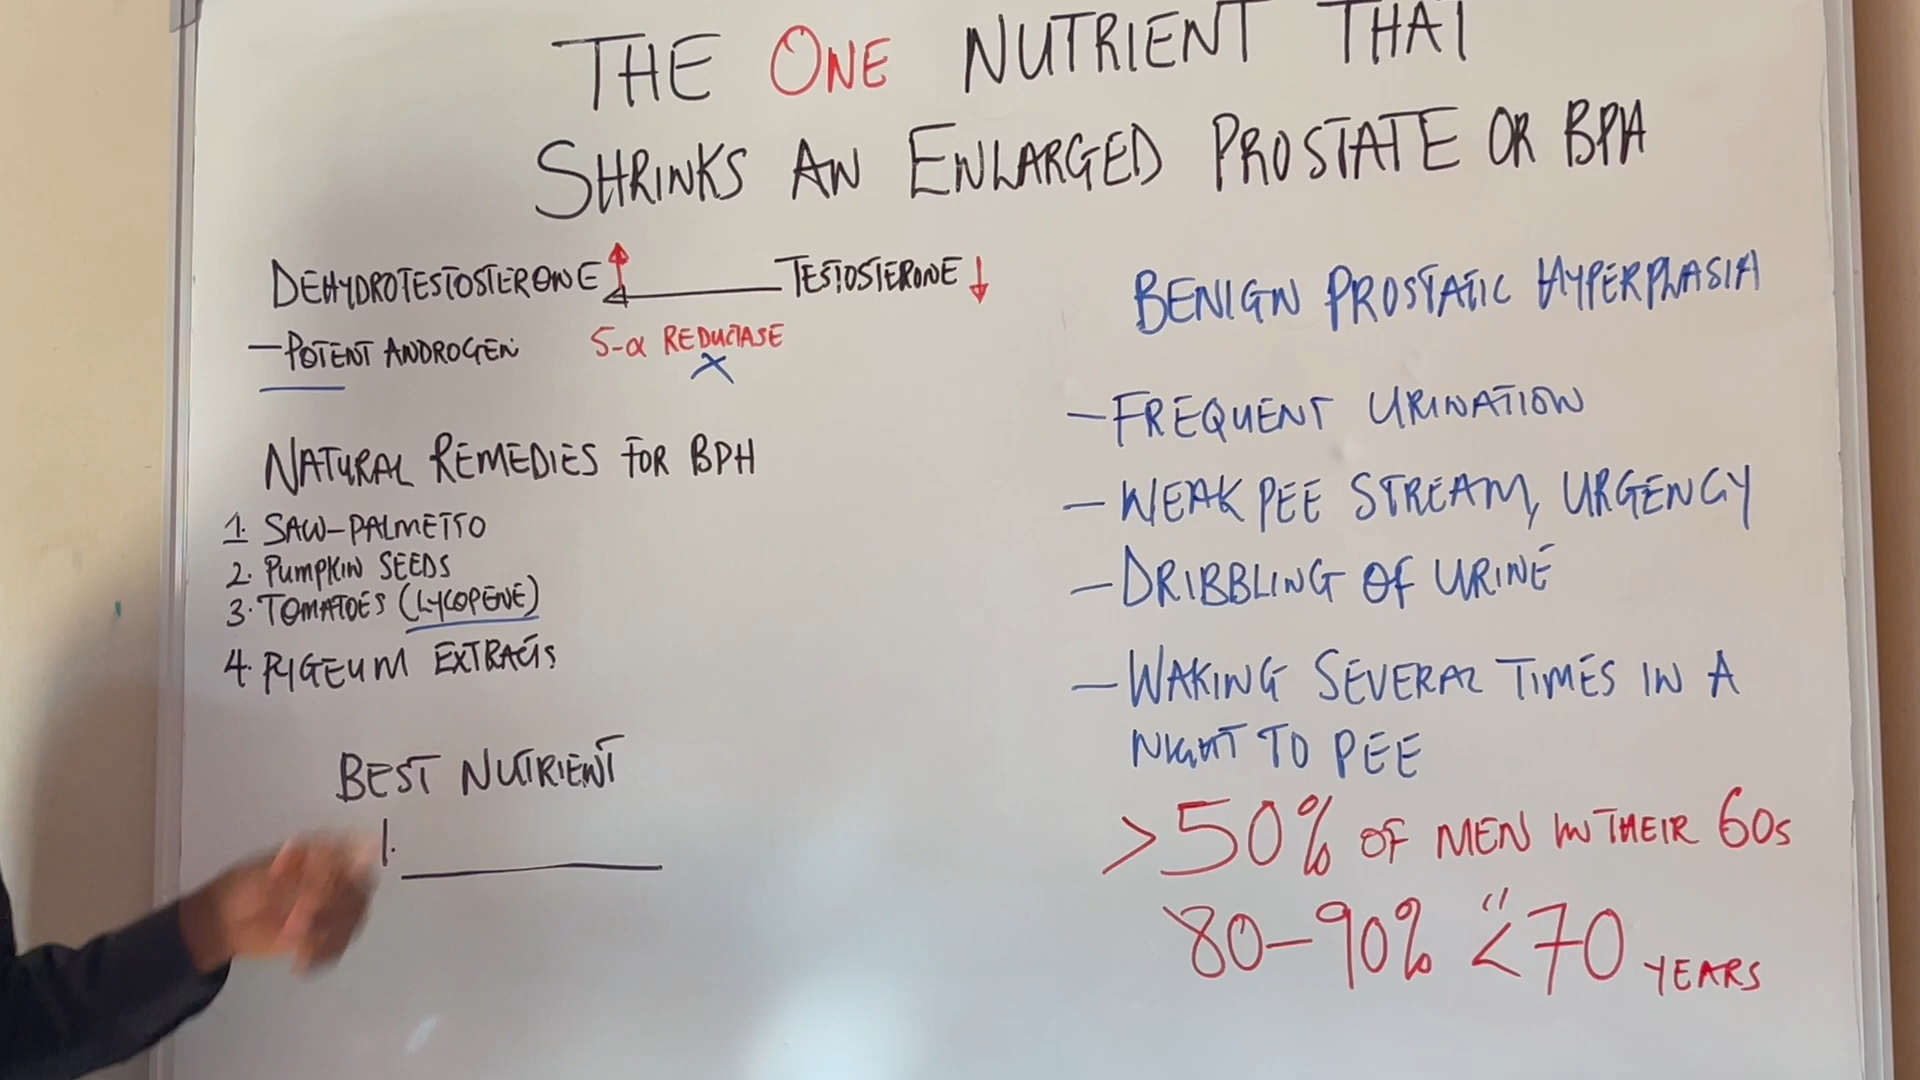 THE ONE NUTRIENT THAT
SHRINKS AN ENLARGED PROSTATE OR BPH
DEHYDROTESTOSTERONE ↑ ← TESTOSTERONE ↓
5-α REDUCTASE
X
– POTENT ANDROGEN
NATURAL REMEDIES FOR BPH
1. SAW-PALMETTO
2. PUMPKIN SEEDS
3. TOMATOES (LYCOPENE)
4. PYGEUM EXTRACTS
BEST NUTRIENT
1.
BENIGN PROSTATIC HYPERPLASIA
– FREQUENT URINATION
– WEAK PEE STREAM, URGENCY
– DRIBBLING OF URINE
– WAKING SEVERAL TIMES IN A
NIGHT TO PEE
>50% OF MEN IN THEIR 60s
80-90% " <70 YEARS